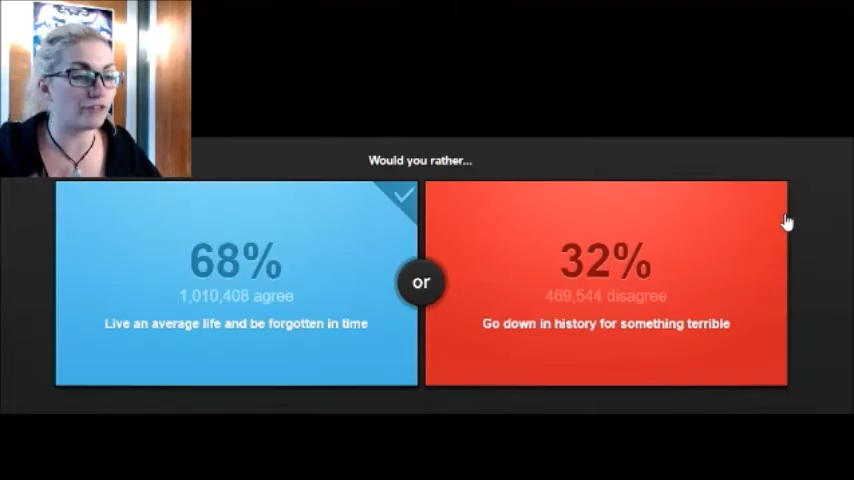 Would you rather...
68%
1,010,408 agree
Live an average life and be forgotten in time
or
32%
469,544 disagree
Go down in history for something terrible